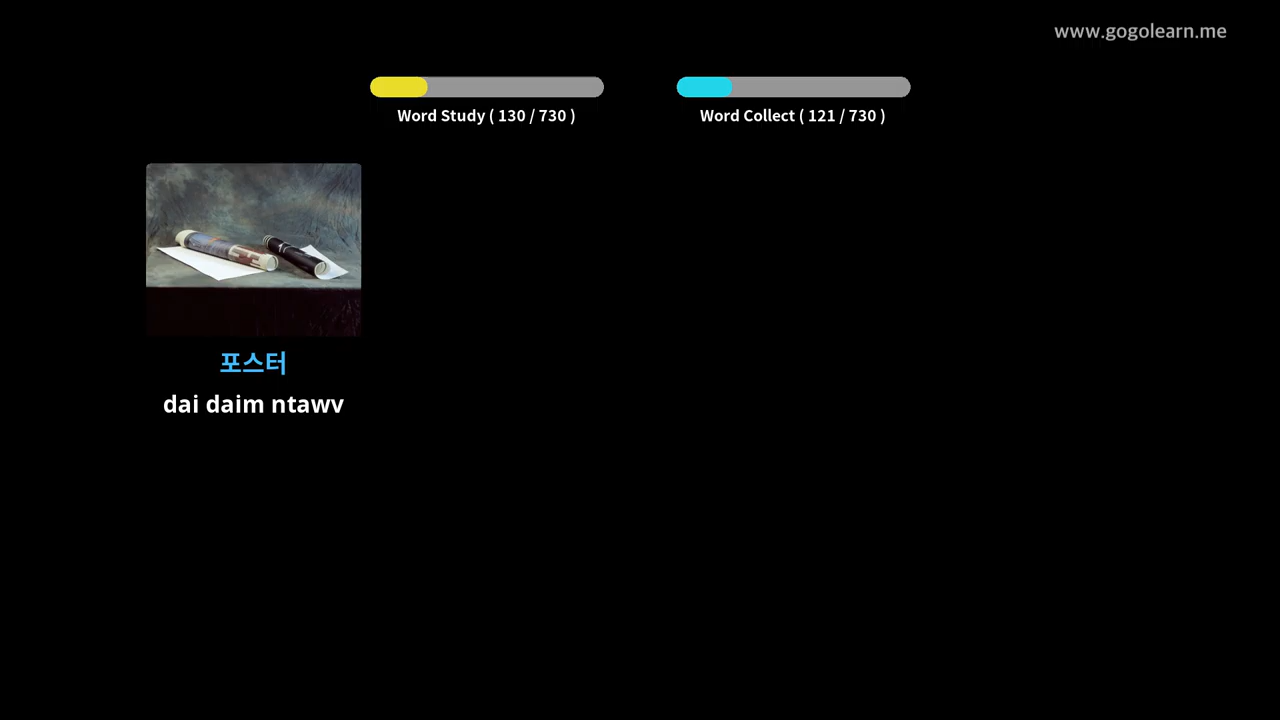 www.gogolearn.me
Word Study ( 130 / 730 )
Word Collect ( 121 / 730 )
포스터
dai daim ntawv